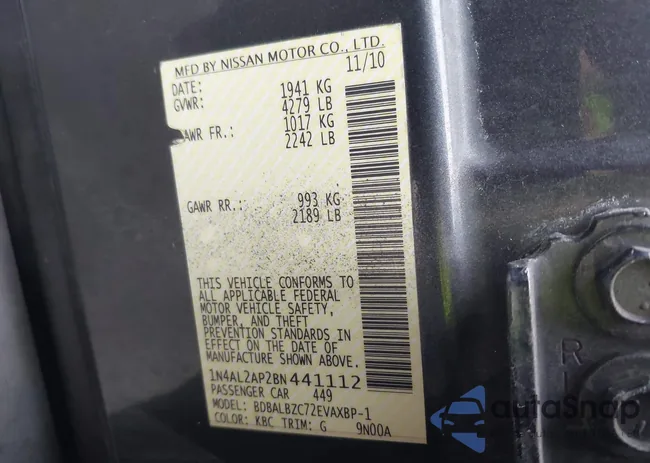 MFD BY NISSAN MOTOR CO., LTD.
DATE: 11/10
GVWR: 1941 KG
4279 LB
AWR FR.: 1017 KG
2242 LB
GAWR RR.: 993 KG
2189 LB
THIS VEHICLE CONFORMS TO
ALL APPLICABLE FEDERAL
MOTOR VEHICLE SAFETY,
BUMPER, AND THEFT
PREVENTION STANDARDS IN
EFFECT ON THE DATE OF
MANUFACTURE SHOWN ABOVE.
1N4AL2AP2BN441112
PASSENGER CAR 449
MODEL: BDBALBZC72EVAXBP-1
COLOR: KBC TRIM: G 9N00A
R
I
autoSnap